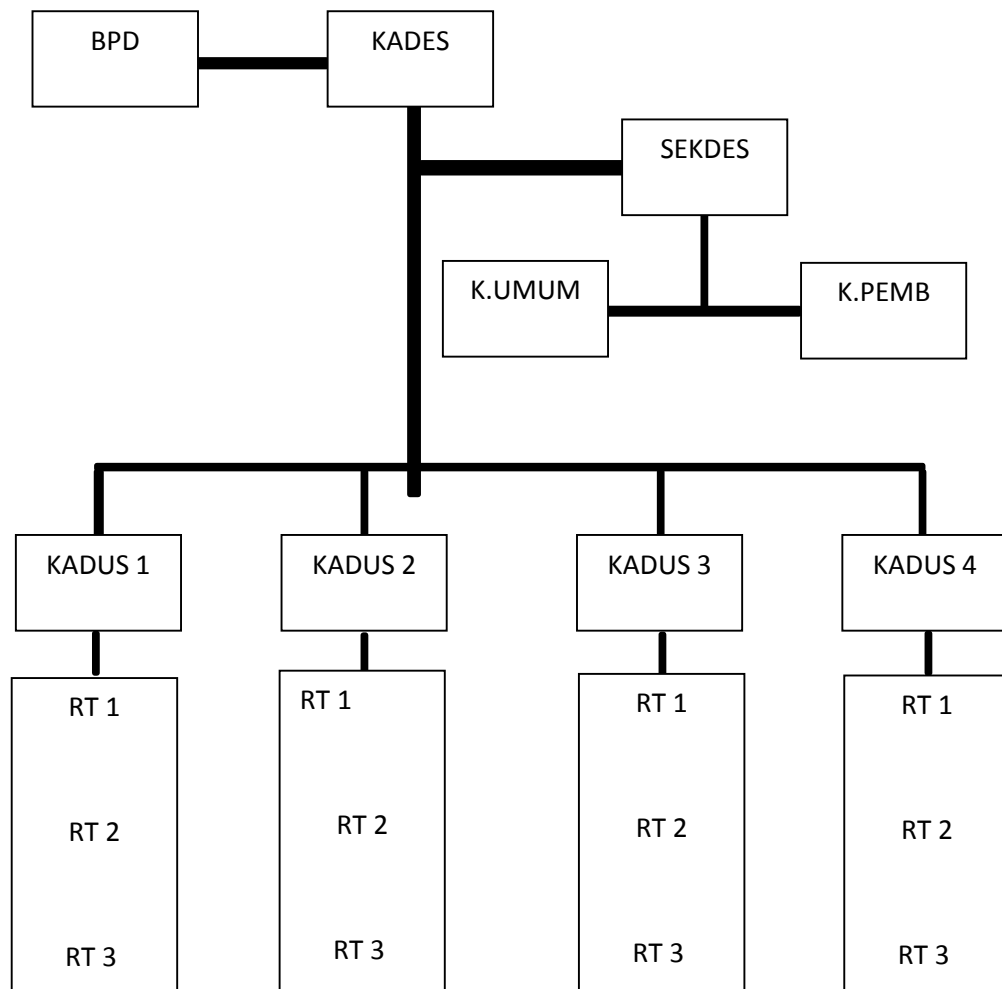 BPD
KADES
SEKDES
K.UMUM
K.PEMB
KADUS 1
KADUS 2
KADUS 3
KADUS 4
RT 1
RT 2
RT 3
RT 1
RT 2
RT 3
RT 1
RT 2
RT 3
RT 1
RT 2
RT 3